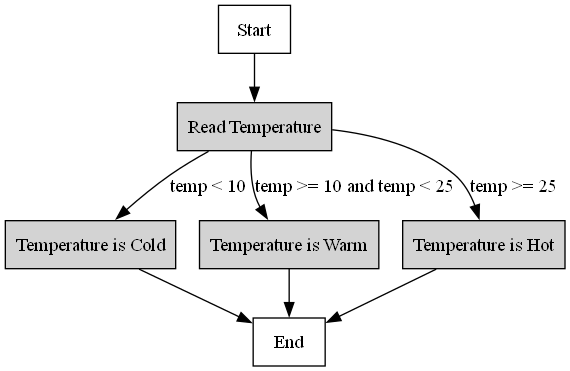 Start
Read Temperature
temp < 10
temp >= 10 and temp < 25
temp >= 25
Temperature is Cold
Temperature is Warm
Temperature is Hot
End